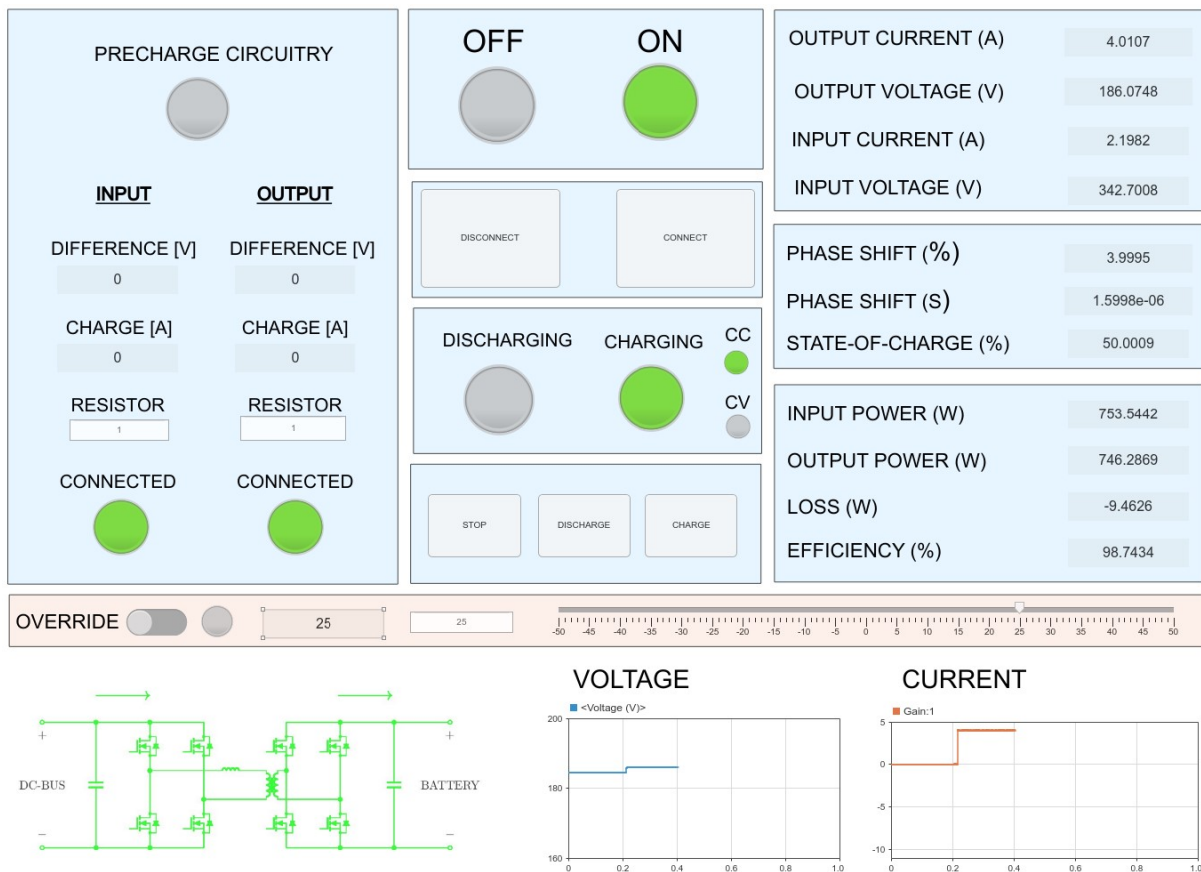 PRECHARGE CIRCUITRY
INPUT OUTPUT
DIFFERENCE [V] DIFFERENCE [V]
0 0
CHARGE [A] CHARGE [A]
0 0
RESISTOR RESISTOR
1 1
CONNECTED CONNECTED
OFF ON
DISCONNECT CONNECT
DISCHARGING CHARGING
CC
CV
STOP DISCHARGE CHARGE
OUTPUT CURRENT (A) 4.0107
OUTPUT VOLTAGE (V) 186.0748
INPUT CURRENT (A) 2.1982
INPUT VOLTAGE (V) 342.7008
PHASE SHIFT (%) 3.9995
PHASE SHIFT (S) 1.5998e-06
STATE-OF-CHARGE (%) 50.0009
INPUT POWER (W) 753.5442
OUTPUT POWER (W) 746.2869
LOSS (W) -9.4626
EFFICIENCY (%) 98.7434
OVERRIDE 25 25
-50 -45 -40 -35 -30 -25 -20 -15 -10 -5 0 5 10 15 20 25 30 35 40 45 50
+ +
DC-BUS BATTERY
− −
VOLTAGE
<Voltage (V)>
200
180
160
0 0.2 0.4 0.6 0.8 1.0
CURRENT
Gain:1
5
0
-5
-10
0 0.2 0.4 0.6 0.8 1.0